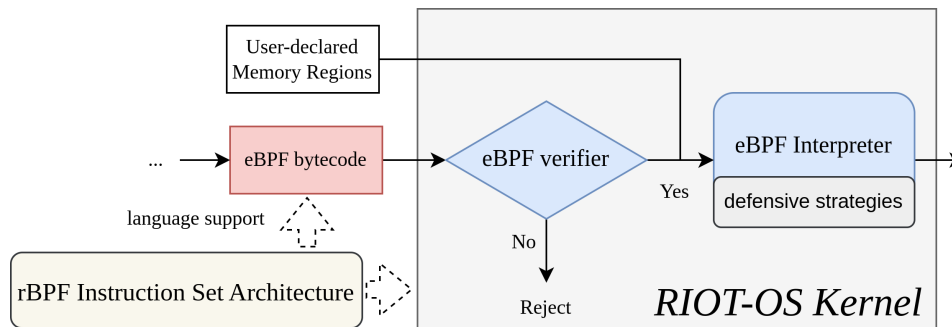 User-declared
Memory Regions
...
eBPF bytecode
eBPF verifier
eBPF Interpreter
defensive strategies
Yes
language support
No
rBPF Instruction Set Architecture
Reject
RIOT-OS Kernel